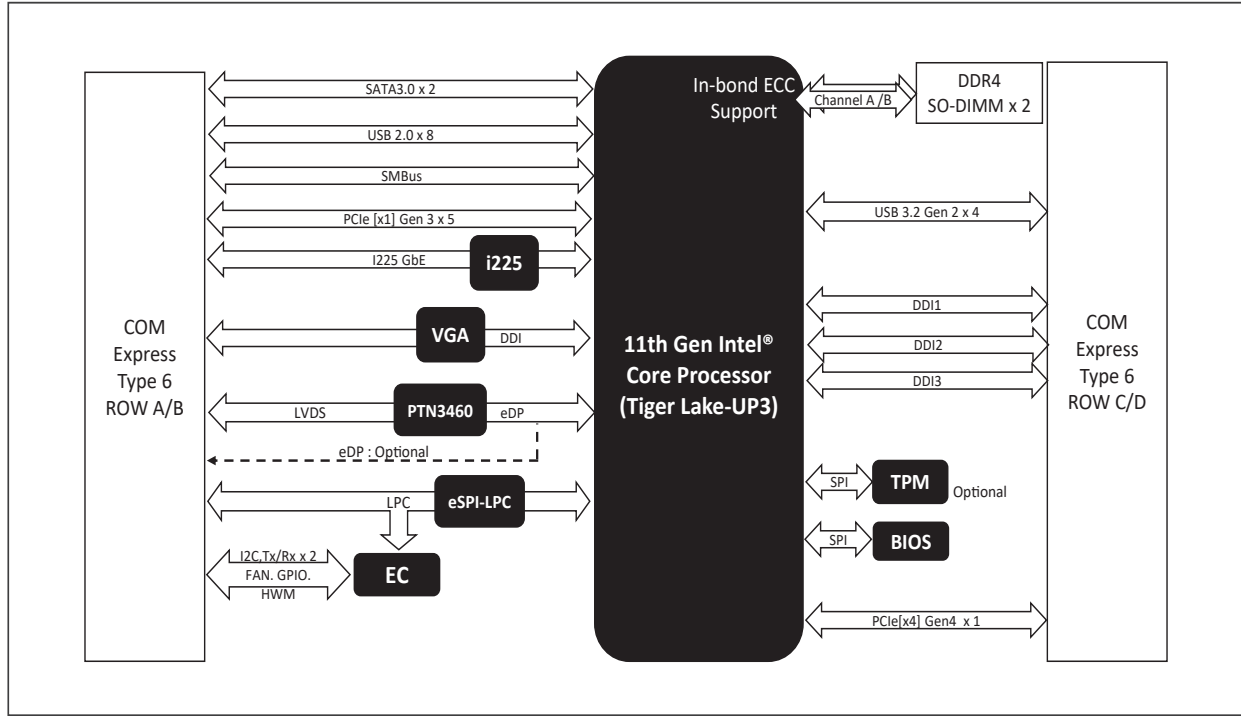 COM
Express
Type 6
ROW A/B
SATA3.0 x 2
USB 2.0 x 8
SMBus
PCIe [x1] Gen 3 x 5
I225 GbE
i225
VGA
DDI
LVDS
PTN3460
eDP
eDP : Optional
LPC
eSPI-LPC
I2C,Tx/Rx x 2
FAN. GPIO.
HWM
EC
In-bond ECC
Support
11th Gen Intel®
Core Processor
(Tiger Lake-UP3)
Channel A /B
DDR4
SO-DIMM x 2
USB 3.2 Gen 2 x 4
DDI1
DDI2
DDI3
SPI
TPM
Optional
SPI
BIOS
PCIe[x4] Gen4 x 1
COM
Express
Type 6
ROW C/D